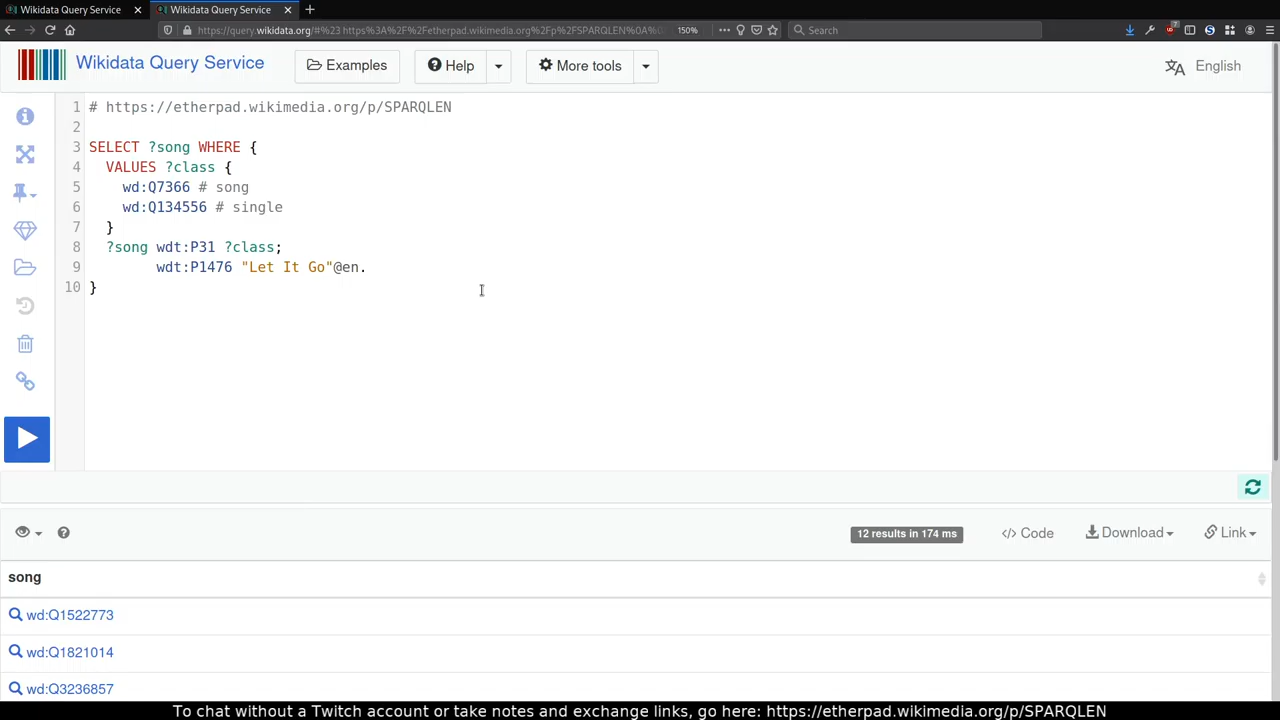 Wikidata Query Service
Wikidata Query Service
https://query.wikidata.org/#%23 https%3A%2F%2Fetherpad.wikimedia.org%2Fp%2FSPARQLEN%0A%0
150%
Search
7
Wikidata Query Service
Examples
Help
More tools
English
1 # https://etherpad.wikimedia.org/p/SPARQLEN
2
3 SELECT ?song WHERE {
4 VALUES ?class {
5 wd:Q7366 # song
6 wd:Q134556 # single
7 }
8 ?song wdt:P31 ?class;
9 wdt:P1476 "Let It Go"@en.
10 }
12 results in 174 ms
</> Code
Download
Link
song
wd:Q1522773
wd:Q1821014
wd:Q3236857
To chat without a Twitch account or take notes and exchange links, go here: https://etherpad.wikimedia.org/p/SPARQLEN